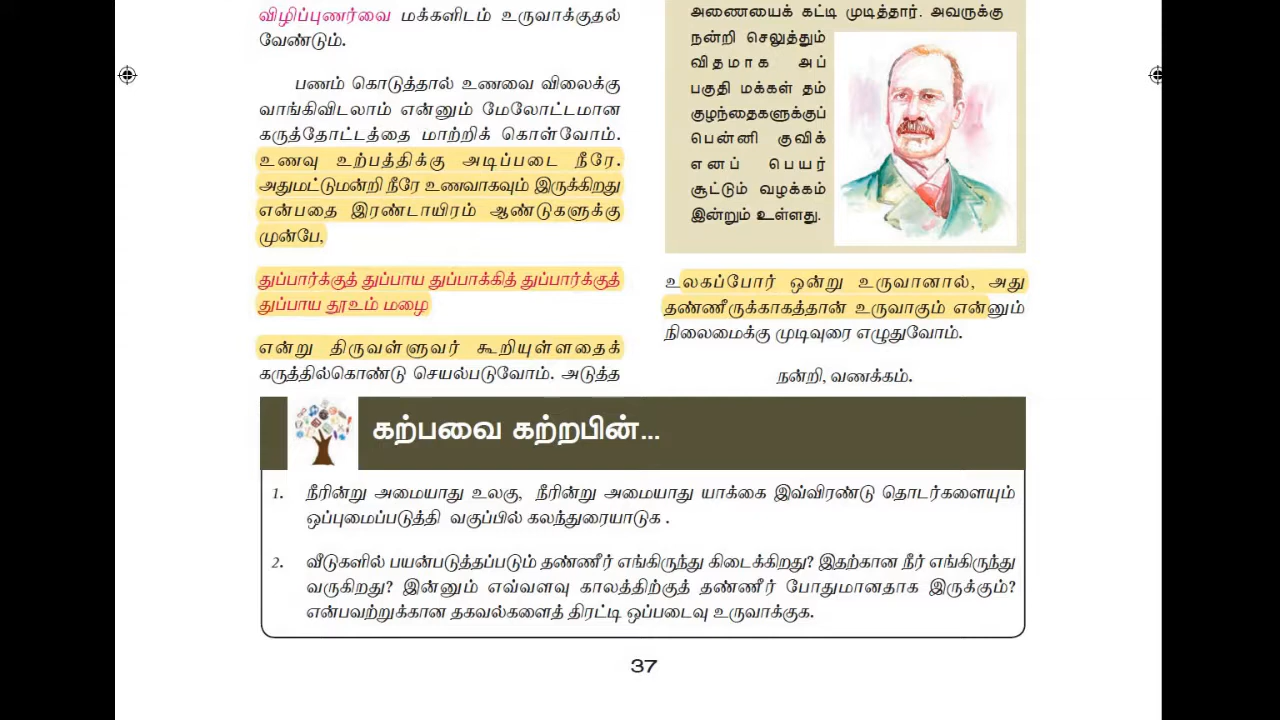 விழிப்புணர்வை மக்களிடம் உருவாக்குதல்
வேண்டும்.
பணம் கொடுத்தால் உணவை விலைக்கு
வாங்கிவிடலாம் என்னும் மேலோட்டமான
கருத்தோட்டத்தை மாற்றிக் கொள்வோம்.
உணவு உற்பத்திக்கு அடிப்படை நீரே.
அதுமட்டுமன்றி நீரே உணவாகவும் இருக்கிறது
என்பதை இரண்டாயிரம் ஆண்டுகளுக்கு
முன்பே,
துப்பார்க்குத் துப்பாய துப்பாக்கித் துப்பார்க்குத்
துப்பாய தூஉம் மழை
என்று திருவள்ளுவர் கூறியுள்ளதைக்
கருத்தில்கொண்டு செயல்படுவோம். அடுத்த
அணையைக் கட்டி முடித்தார். அவருக்கு
நன்றி செலுத்தும்
விதமாக அப்
பகுதி மக்கள் தம்
குழந்தைகளுக்குப்
பென்னி குவிக்
எனப் பெயர்
சூட்டும் வழக்கம்
இன்றும் உள்ளது.
உலகப்போர் ஒன்று உருவானால், அது
தண்ணீருக்காகத்தான் உருவாகும் என்னும்
நிலைமைக்கு முடிவுரை எழுதுவோம்.
நன்றி, வணக்கம்.
கற்பவை கற்றபின்...
1. நீரின்று அமையாது உலகு, நீரின்று அமையாது யாக்கை இவ்விரண்டு தொடர்களையும்
ஒப்புமைப்படுத்தி வகுப்பில் கலந்துரையாடுக .
2. வீடுகளில் பயன்படுத்தப்படும் தண்ணீர் எங்கிருந்து கிடைக்கிறது? இதற்கான நீர் எங்கிருந்து
வருகிறது? இன்னும் எவ்வளவு காலத்திற்குத் தண்ணீர் போதுமானதாக இருக்கும்?
என்பவற்றுக்கான தகவல்களைத் திரட்டி ஒப்படைவு உருவாக்குக.
37